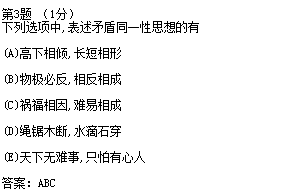 第3题 （1分）
下列选项中,表述矛盾同一性思想的有
(A)高下相倾,长短相形
(B)物极必反,相反相成
(C)祸福相因,难易相成
(D)绳锯木断,水滴石穿
(E)天下无难事,只怕有心人
答案: ABC